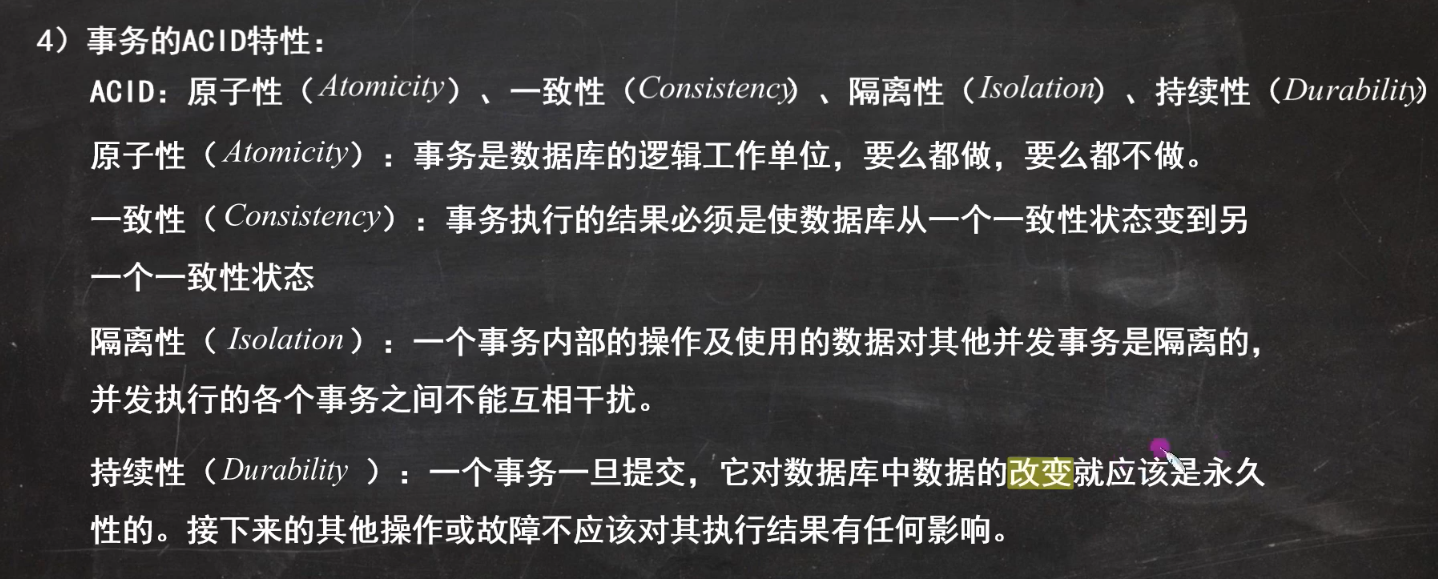 4）事务的ACID特性：
ACID：原子性（Atomicity）、一致性（Consistency）、隔离性（Isolation）、持续性（Durability）
原子性（Atomicity）：事务是数据库的逻辑工作单位，要么都做，要么都不做。
一致性（Consistency）：事务执行的结果必须是使数据库从一个一致性状态变到另
一个一致性状态
隔离性（Isolation）：一个事务内部的操作及使用的数据对其他并发事务是隔离的，
并发执行的各个事务之间不能互相干扰。
持续性（Durability ）：一个事务一旦提交，它对数据库中数据的改变就应该是永久
性的。接下来的其他操作或故障不应该对其执行结果有任何影响。